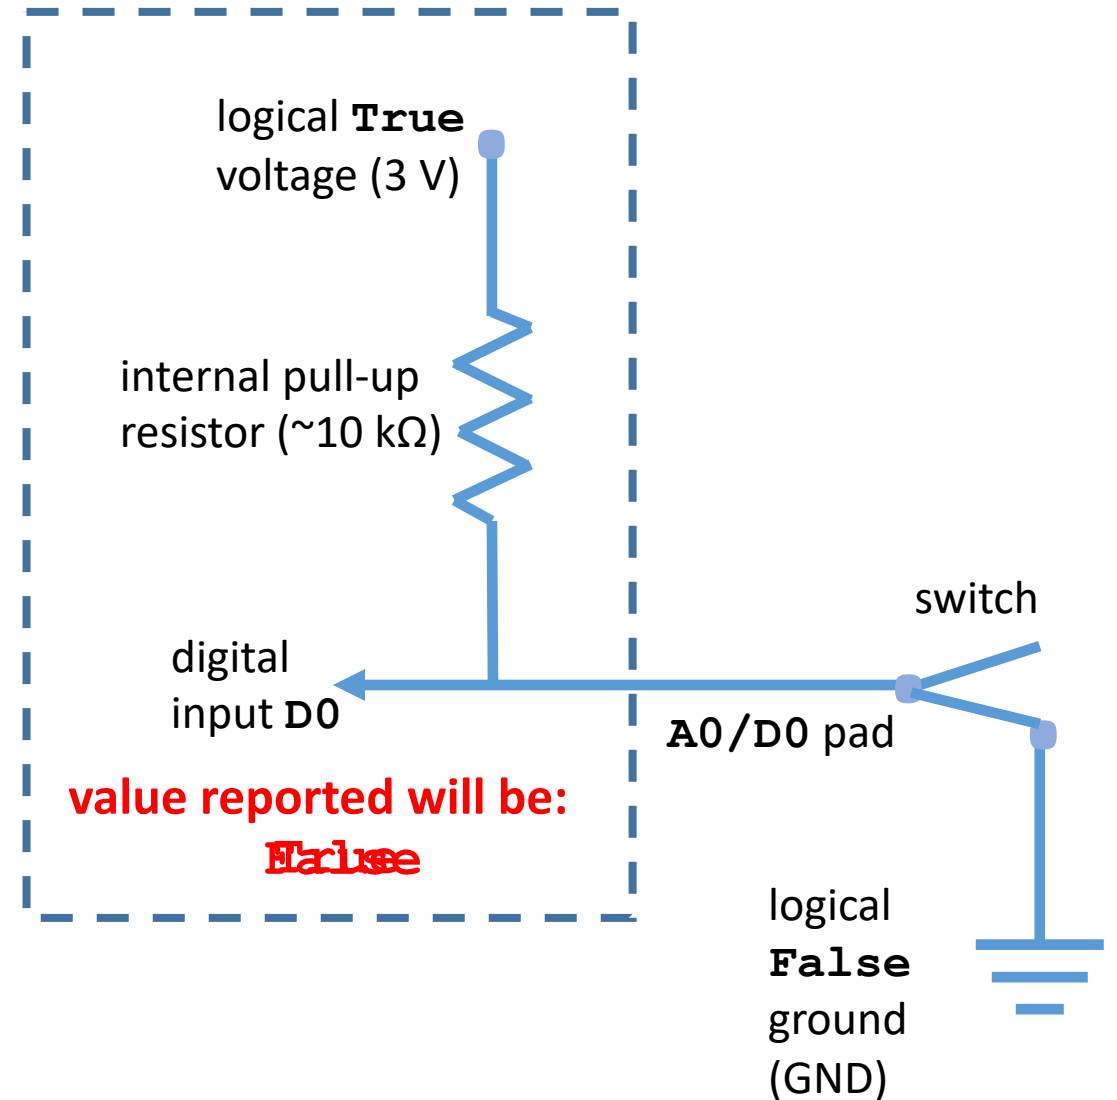 logical True
voltage (3 V)
internal pull-up
resistor (~10 kΩ)
switch
digital
input D0
A0/D0 pad
value reported will be:
logical
False
ground
(GND)